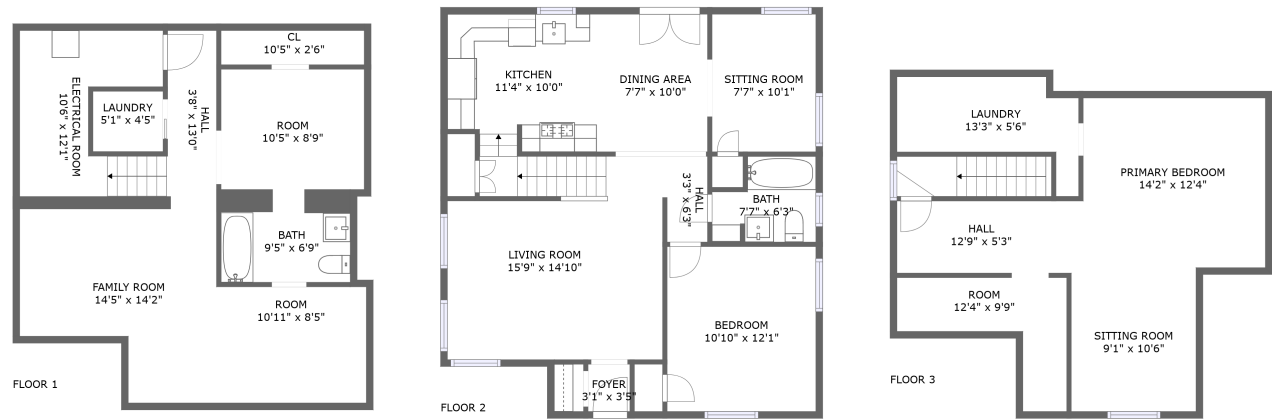 CL
10'5" x 2'6"
ELECTRICAL ROOM
10'6" x 12'1"
LAUNDRY
5'1" x 4'5"
HALL
3'8" x 13'0"
ROOM
10'5" x 8'9"
BATH
9'5" x 6'9"
FAMILY ROOM
14'5" x 14'2"
ROOM
10'11" x 8'5"
FLOOR 1
KITCHEN
11'4" x 10'0"
DINING AREA
7'7" x 10'0"
SITTING ROOM
7'7" x 10'1"
HALL
3'3" x 6'3"
BATH
7'7" x 6'3"
LIVING ROOM
15'9" x 14'10"
BEDROOM
10'10" x 12'1"
FOYER
3'1" x 3'5"
FLOOR 2
LAUNDRY
13'3" x 5'6"
PRIMARY BEDROOM
14'2" x 12'4"
HALL
12'9" x 5'3"
ROOM
12'4" x 9'9"
SITTING ROOM
9'1" x 10'6"
FLOOR 3